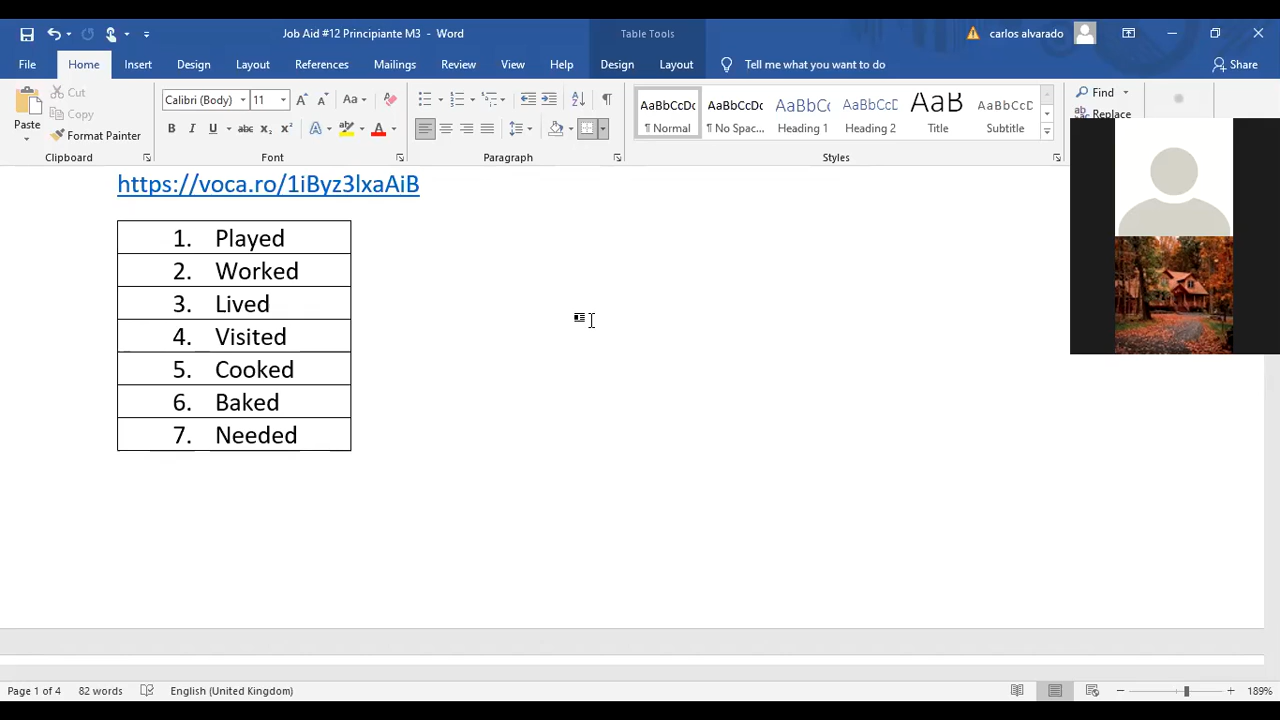 Job Aid #12 Principiante M3 - Word
Table Tools
carlos alvarado
File Home Insert Design Layout References Mailings Review View Help Design Layout Tell me what you want to do Share
Paste
Cut
Copy
Format Painter
Calibri (Body) 11
AaBbCcDc AaBbCcDc AaBbCc AaBbCcD AaB AaBbCcD
¶ Normal ¶ No Spac... Heading 1 Heading 2 Title Subtitle
Find
Replace
Clipboard Font Paragraph Styles
https://voca.ro/1iByz3lxaAiB
1. Played
2. Worked
3. Lived
4. Visited
5. Cooked
6. Baked
7. Needed
Page 1 of 4 82 words English (United Kingdom) 189%